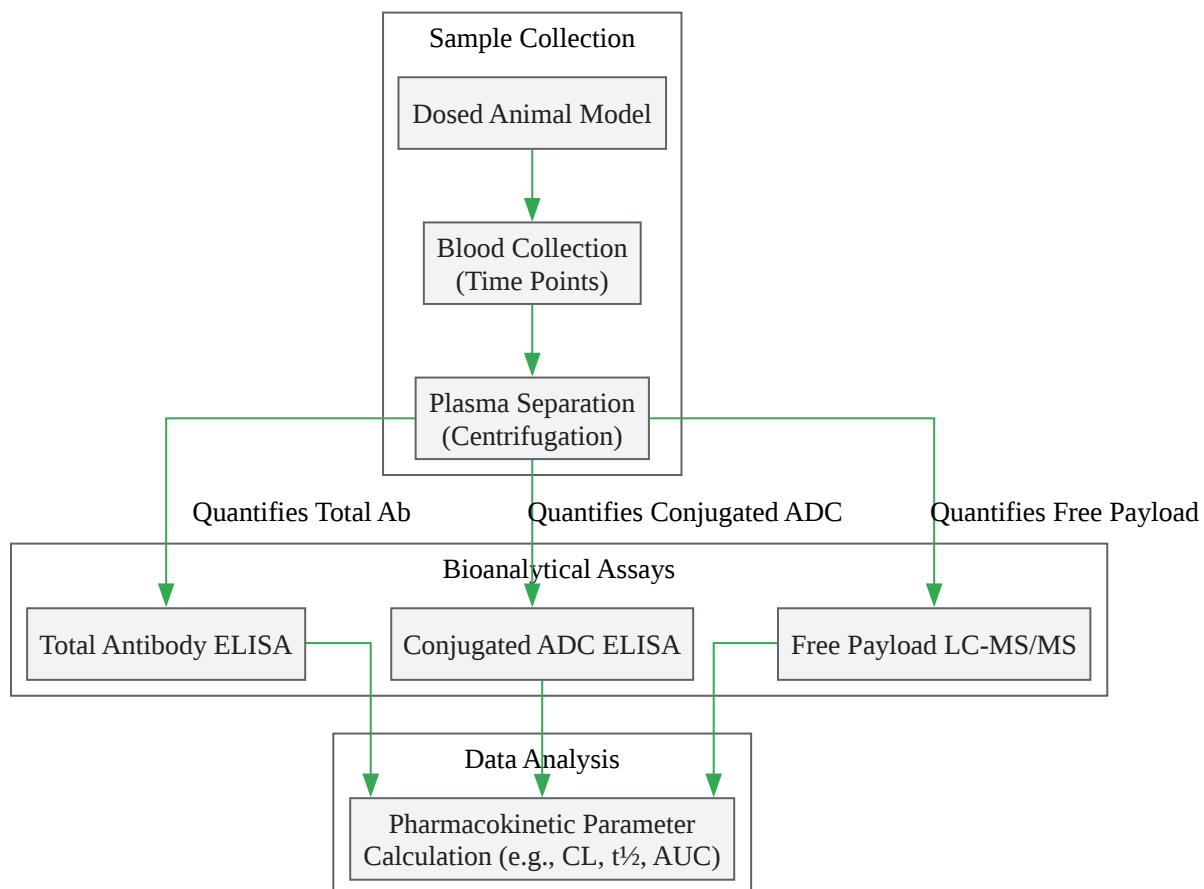 Sample Collection
Dosed Animal Model
Blood Collection
(Time Points)
Plasma Separation
(Centrifugation)
Quantifies Total Ab
Quantifies Conjugated ADC
Quantifies Free Payload
Bioanalytical Assays
Total Antibody ELISA
Conjugated ADC ELISA
Free Payload LC-MS/MS
Data Analysis
Pharmacokinetic Parameter
Calculation (e.g., CL, t½, AUC)